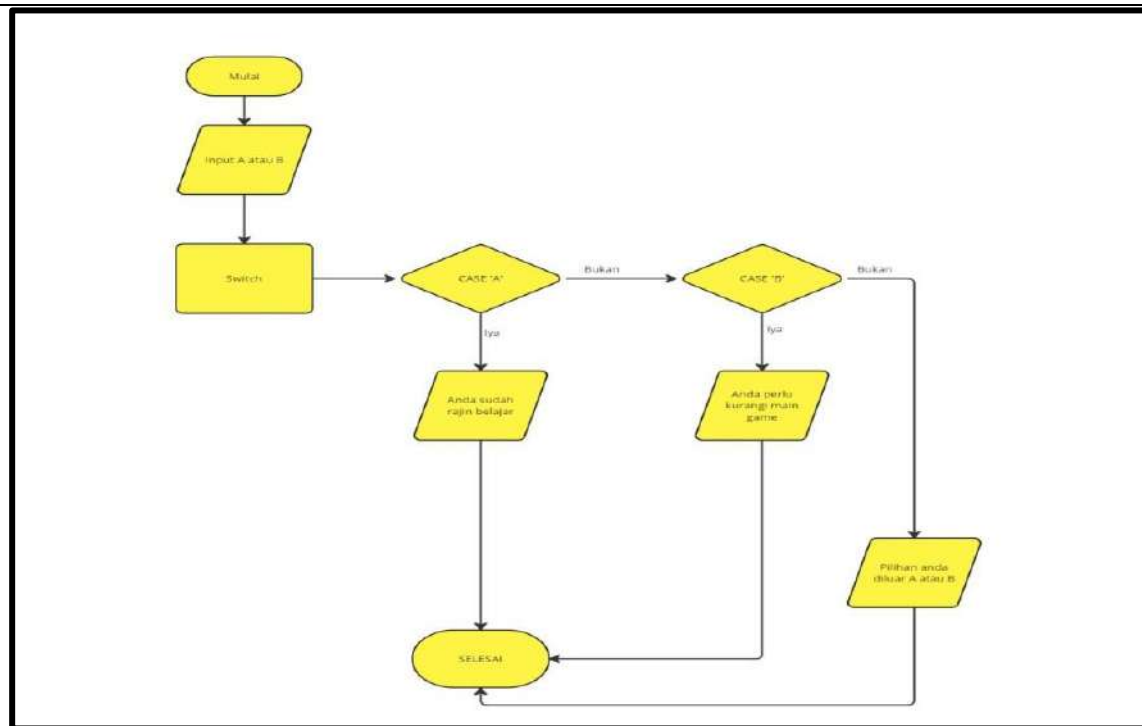 Mulai
Input A atau B
Switch
CASE 'A'
Bukan
CASE 'B'
Bukan
Iya
Iya
Anda sudah
rajin belajar
Anda perlu
kurangi main
game
Pilihan anda
diluar A atau B
SELESAI